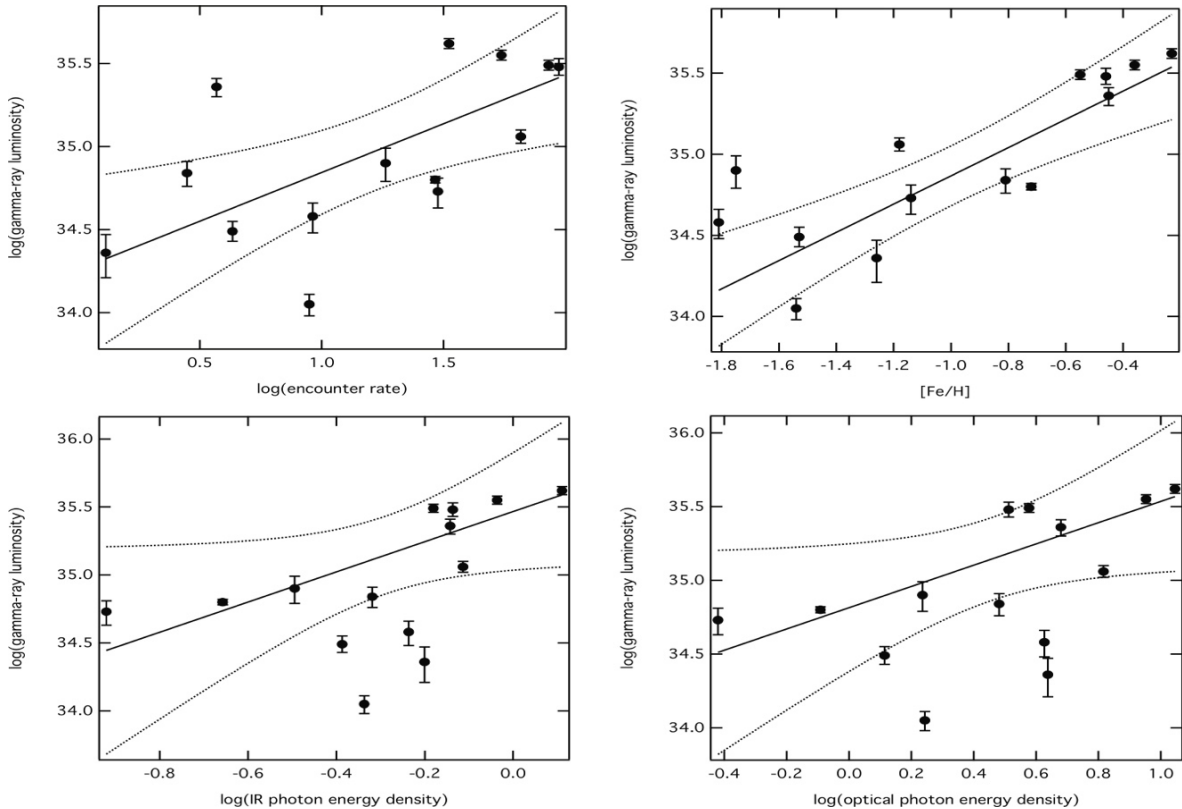 35.5
35.0
34.5
34.0
log(gamma-ray luminosity)
0.5 1.0 1.5
log(encounter rate)
35.5
35.0
34.5
34.0
log(gamma-ray luminosity)
-1.8 -1.6 -1.4 -1.2 -1.0 -0.8 -0.6 -0.4
[Fe/H]
36.0
35.5
35.0
34.5
34.0
log(gamma-ray luminosity)
-0.8 -0.6 -0.4 -0.2 0.0
log(IR photon energy density)
36.0
35.5
35.0
34.5
34.0
log(gamma-ray luminosity)
-0.4 -0.2 0.0 0.2 0.4 0.6 0.8 1.0
log(optical photon energy density)